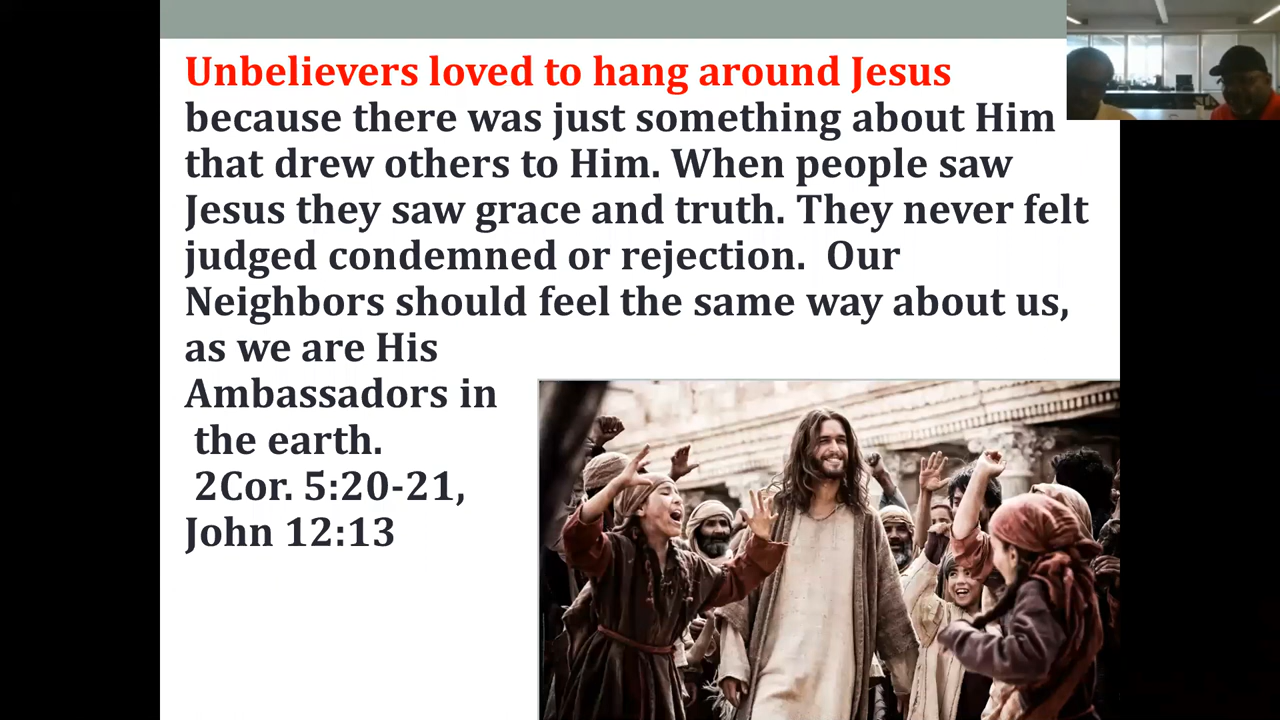 Unbelievers loved to hang around Jesus
because there was just something about Him
that drew others to Him. When people saw
Jesus they saw grace and truth. They never felt
judged condemned or rejection.  Our
Neighbors should feel the same way about us,
as we are His
Ambassadors in
the earth.
2Cor. 5:20-21,
John 12:13